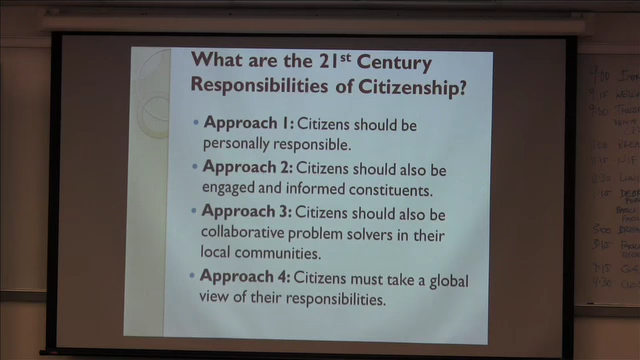 What are the 21st Century
Responsibilities of Citizenship?
• Approach 1: Citizens should be
personally responsible.
• Approach 2: Citizens should also be
engaged and informed constituents.
• Approach 3: Citizens should also be
collaborative problem solvers in their
local communities.
• Approach 4: Citizens must take a global
view of their responsibilities.